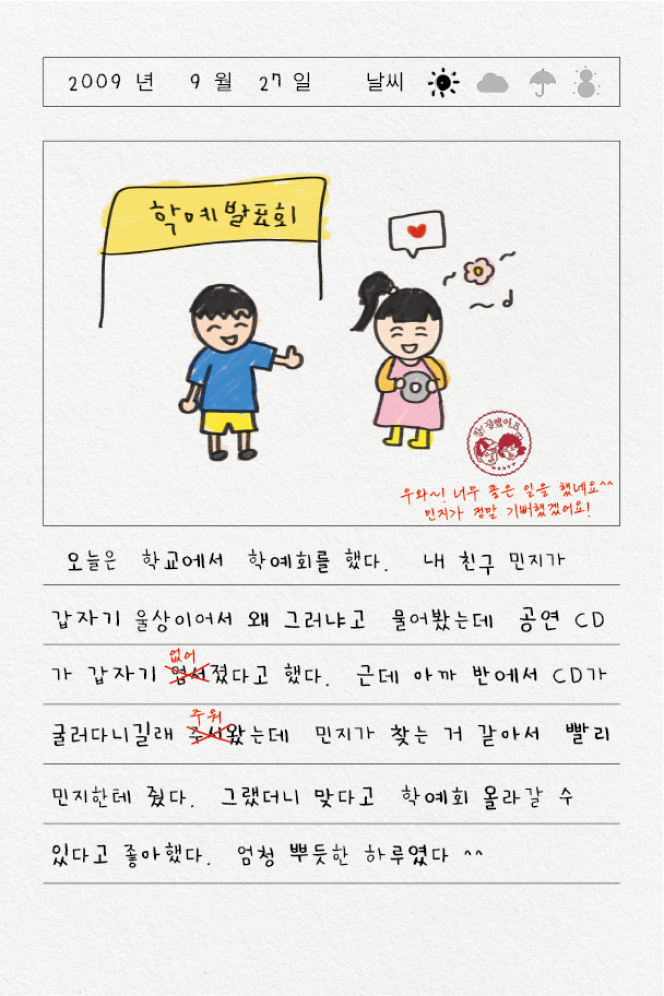 2009 년 9 월 27 일 날씨
학예발표회
참 잘했어요
우와~! 너무 좋은 일을 했네요^^
민지가 정말 기뻐했겠어요!
오늘은 학교에서 학예회를 했다. 내 친구 민지가
갑자기 울상이어서 왜 그러냐고 물어봤는데 공연 CD
없어
가 갑자기 업서졌다고 했다. 근데 아까 반에서 CD가
주워
굴러다니길래 주서왔는데 민지가 찾는 거 같아서 빨리
민지한테 줬다. 그랬더니 맞다고 학예회 올라갈 수
있다고 좋아했다. 엄청 뿌듯한 하루였다 ^^